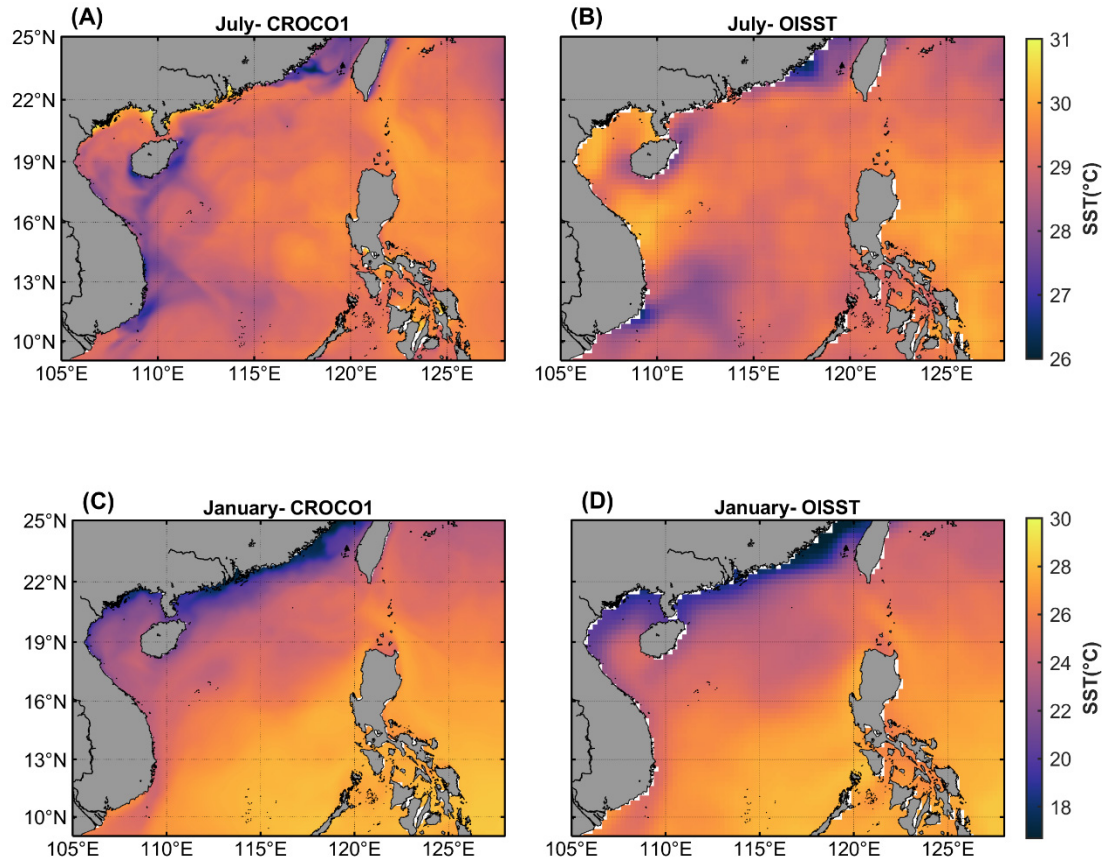 (A) July- CROCO1
(B) July- OISST
25°N
22°N
19°N
16°N
13°N
10°N
105°E 110°E 115°E 120°E 125°E
105°E 110°E 115°E 120°E 125°E
31
30
29
28
27
26
SST(°C)
(C) January- CROCO1
(D) January- OISST
25°N
22°N
19°N
16°N
13°N
10°N
105°E 110°E 115°E 120°E 125°E
105°E 110°E 115°E 120°E 125°E
30
28
26
24
22
20
18
SST(°C)